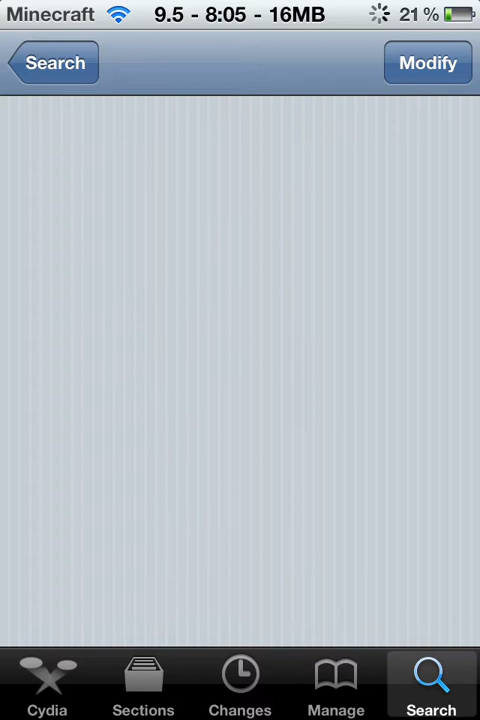 Minecraft 9.5 - 8:05 - 16MB 21%
Search Modify
Cydia Sections Changes Manage Search